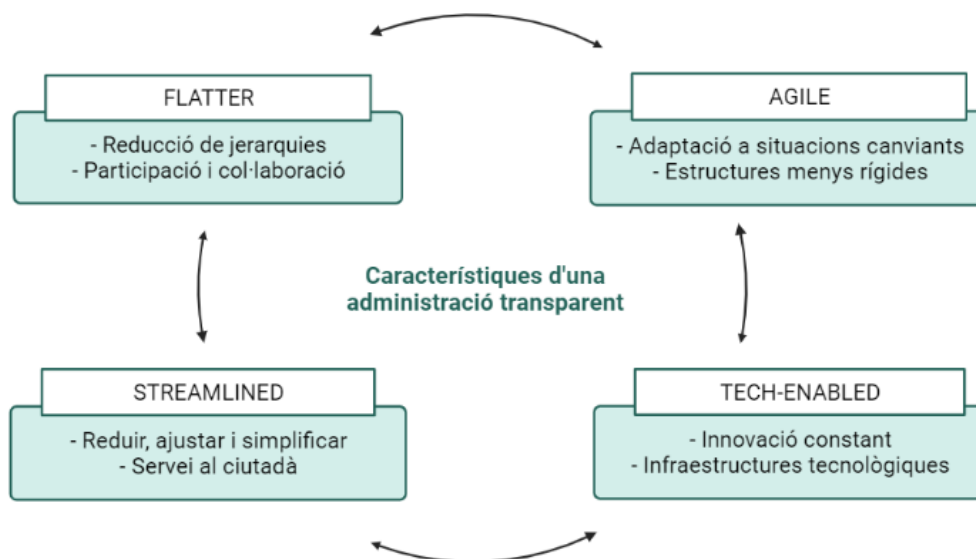 FLATTER
- Reducció de jerarquies
- Participació i col·laboració
AGILE
- Adaptació a situacions canviants
- Estructures menys rígides
Característiques d'una
administració transparent
STREAMLINED
- Reduir, ajustar i simplificar
- Servei al ciutadà
TECH-ENABLED
- Innovació constant
- Infraestructures tecnològiques